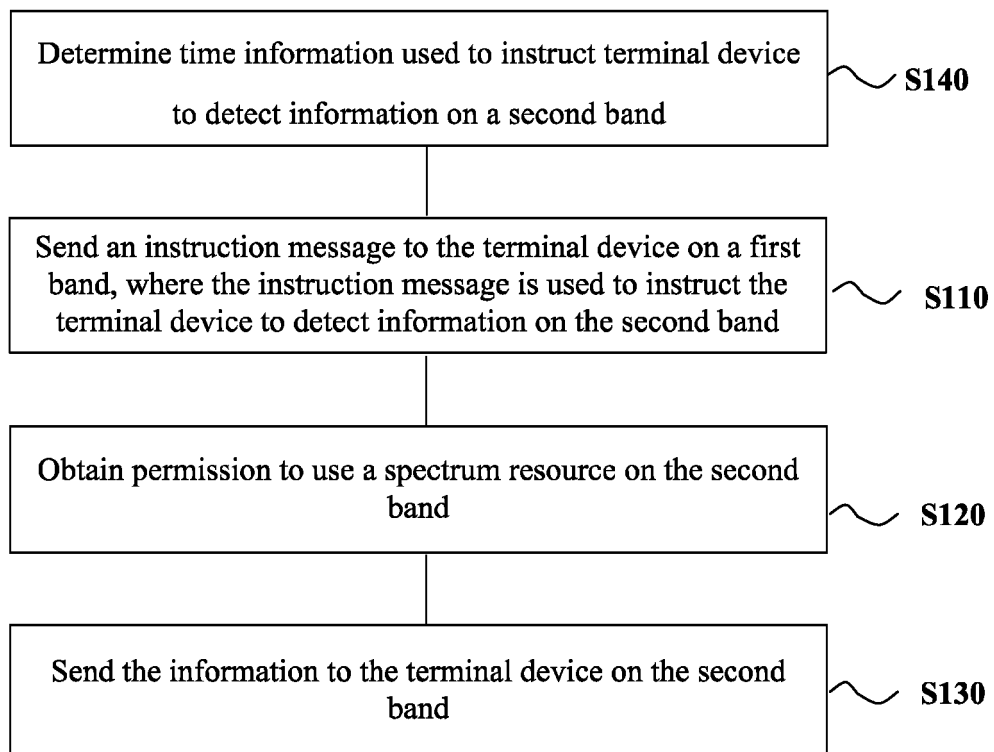 Determine time information used to instruct terminal device
to detect information on a second band
S140
Send an instruction message to the terminal device on a first
band, where the instruction message is used to instruct the
terminal device to detect information on the second band
S110
Obtain permission to use a spectrum resource on the second
band
S120
Send the information to the terminal device on the second
band
S130